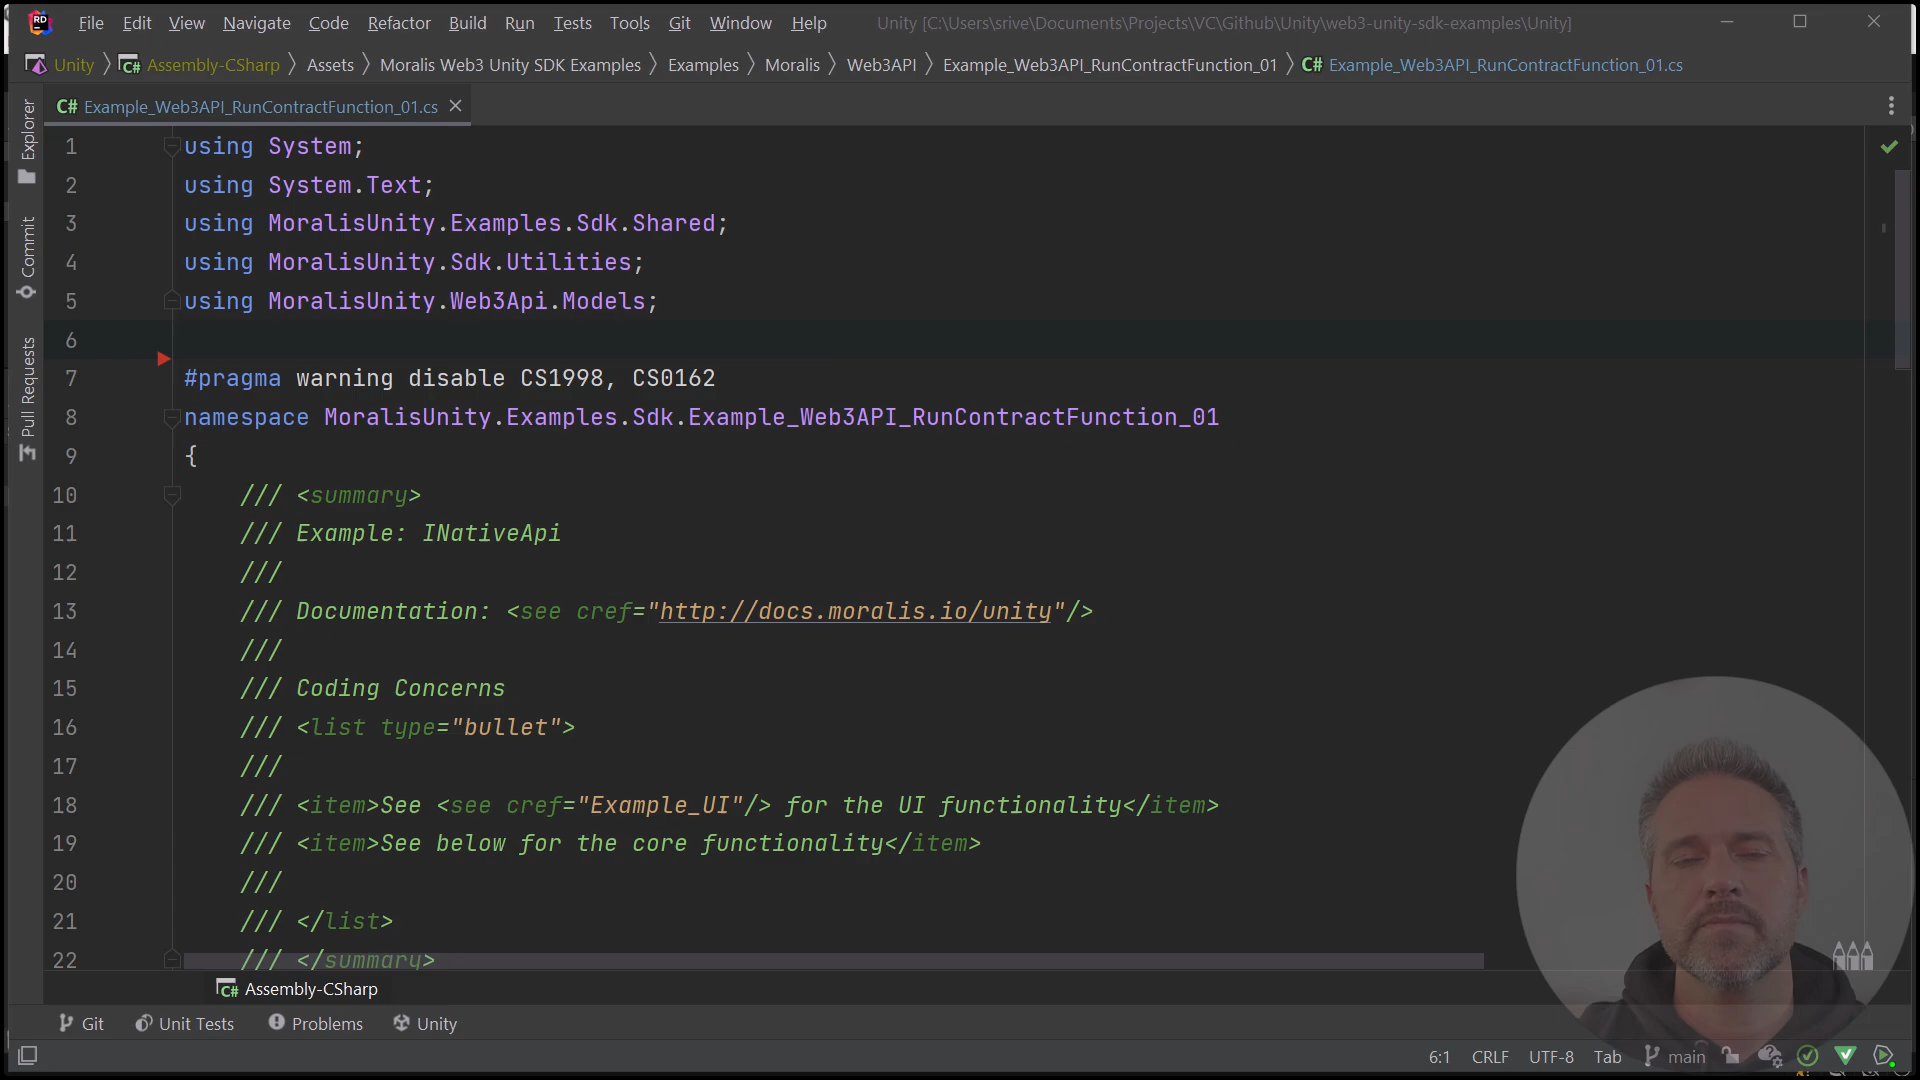 File Edit View Navigate Code Refactor Build Run Tests Tools Git Window Help Unity [C:\Users\srive\Documents\Projects\VC\Github\Unity\web3-unity-sdk-examples\Unity]
Unity Assembly-CSharp Assets Moralis Web3 Unity SDK Examples Examples Moralis Web3API Example_Web3API_RunContractFunction_01 C# Example_Web3API_RunContractFunction_01.cs
C# Example_Web3API_RunContractFunction_01.cs
Explorer
Commit
Pull Requests
1 using System;
2 using System.Text;
3 using MoralisUnity.Examples.Sdk.Shared;
4 using MoralisUnity.Sdk.Utilities;
5 using MoralisUnity.Web3Api.Models;
6
7 #pragma warning disable CS1998, CS0162
8 namespace MoralisUnity.Examples.Sdk.Example_Web3API_RunContractFunction_01
9 {
10 /// <summary>
11 /// Example: INativeApi
12 ///
13 /// Documentation: <see cref="http://docs.moralis.io/unity"/>
14 ///
15 /// Coding Concerns
16 /// <list type="bullet">
17 ///
18 /// <item>See <see cref="Example_UI"/> for the UI functionality</item>
19 /// <item>See below for the core functionality</item>
20 ///
21 /// </list>
22 /// </summary>
Assembly-CSharp
Git Unit Tests Problems Unity
6:1 CRLF UTF-8 Tab main